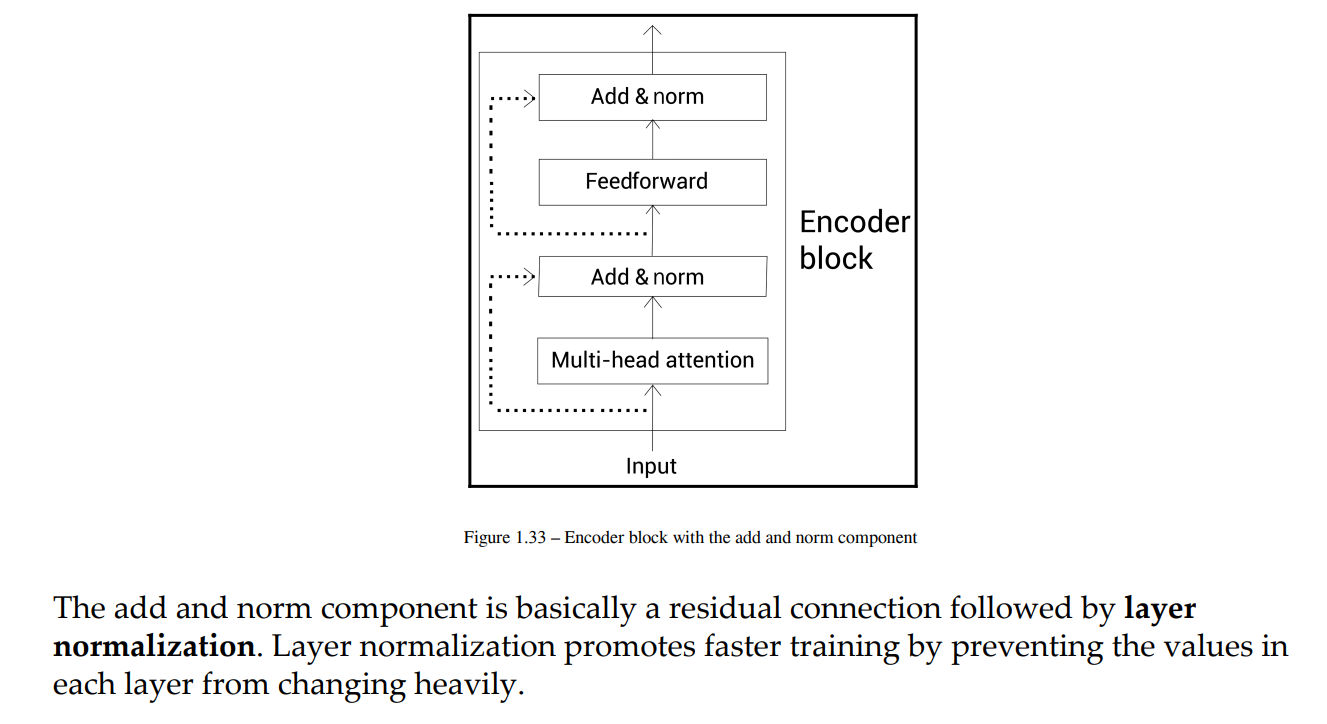 Add & norm
Feedforward
Add & norm
Multi-head attention
Input
Encoder
block
Figure 1.33 – Encoder block with the add and norm component
The add and norm component is basically a residual connection followed by layer
normalization. Layer normalization promotes faster training by preventing the values in
each layer from changing heavily.